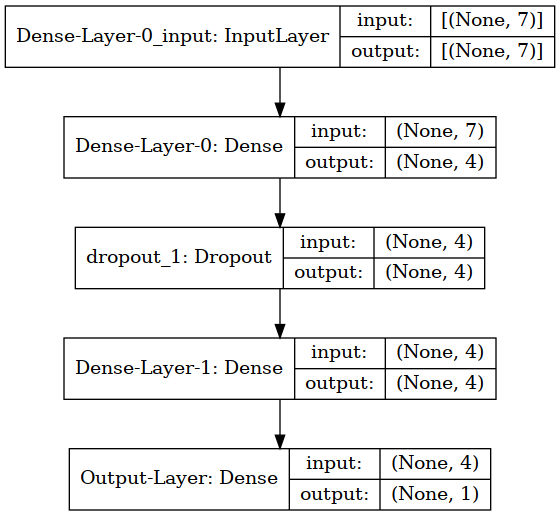 Dense-Layer-0_input: InputLayer
input: [(None, 7)]
output: [(None, 7)]
Dense-Layer-0: Dense
input: (None, 7)
output: (None, 4)
dropout_1: Dropout
input: (None, 4)
output: (None, 4)
Dense-Layer-1: Dense
input: (None, 4)
output: (None, 4)
Output-Layer: Dense
input: (None, 4)
output: (None, 1)